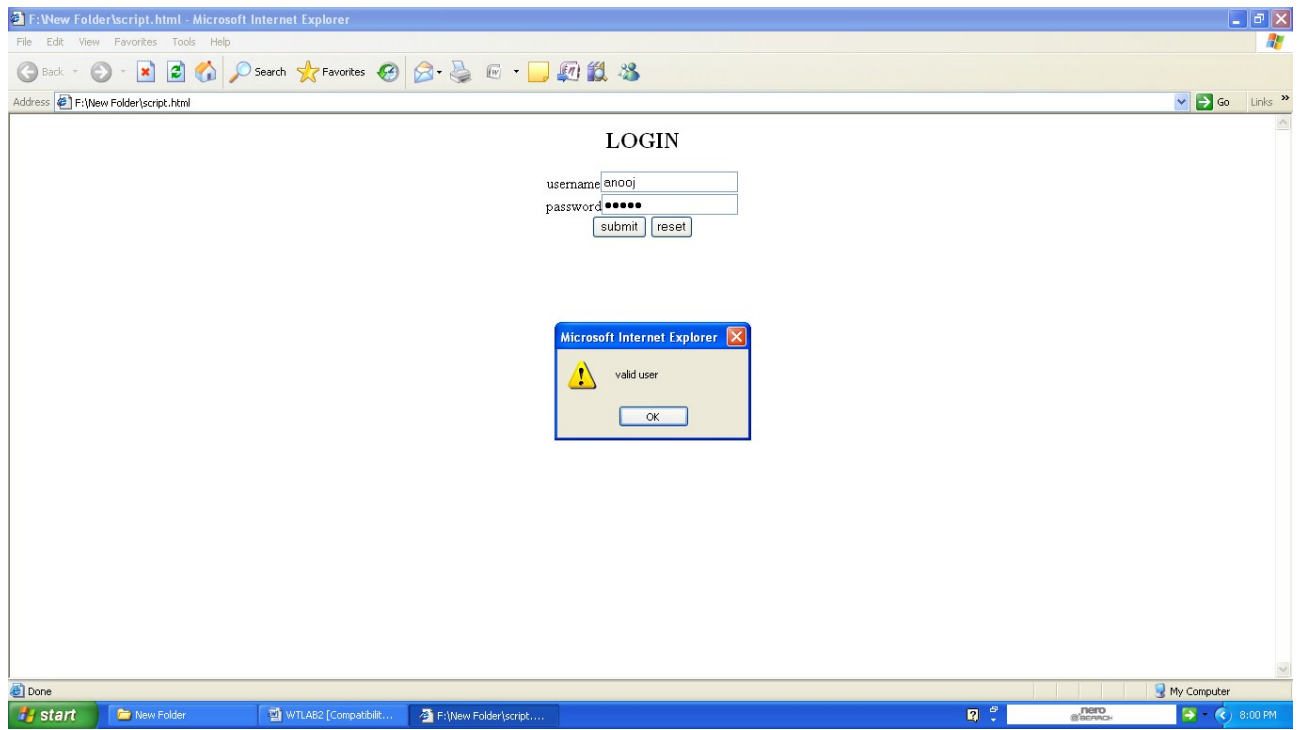 F:\New Folder\script.html - Microsoft Internet Explorer
File Edit View Favorites Tools Help
Back Search Favorites
Address F:\New Folder\script.html Go Links »
LOGIN
username anooj
password •••••
submit reset
Microsoft Internet Explorer
valid user
OK
Done My Computer
start New Folder WTLAB2 [Compatibilit... F:\New Folder\script.... nero SEARCH 8:00 PM